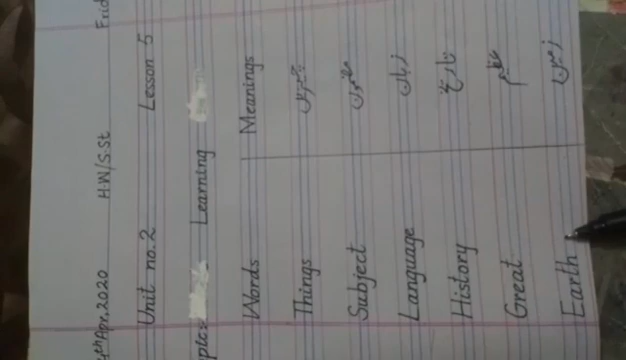 Apr, 2020 H.W/S.st
Unit no.2 Lesson 5
Learning
Words Meanings
Things چیزیں
Subject مضمون
Language زبان
History تاریخ
Great عظیم
Earth زمین